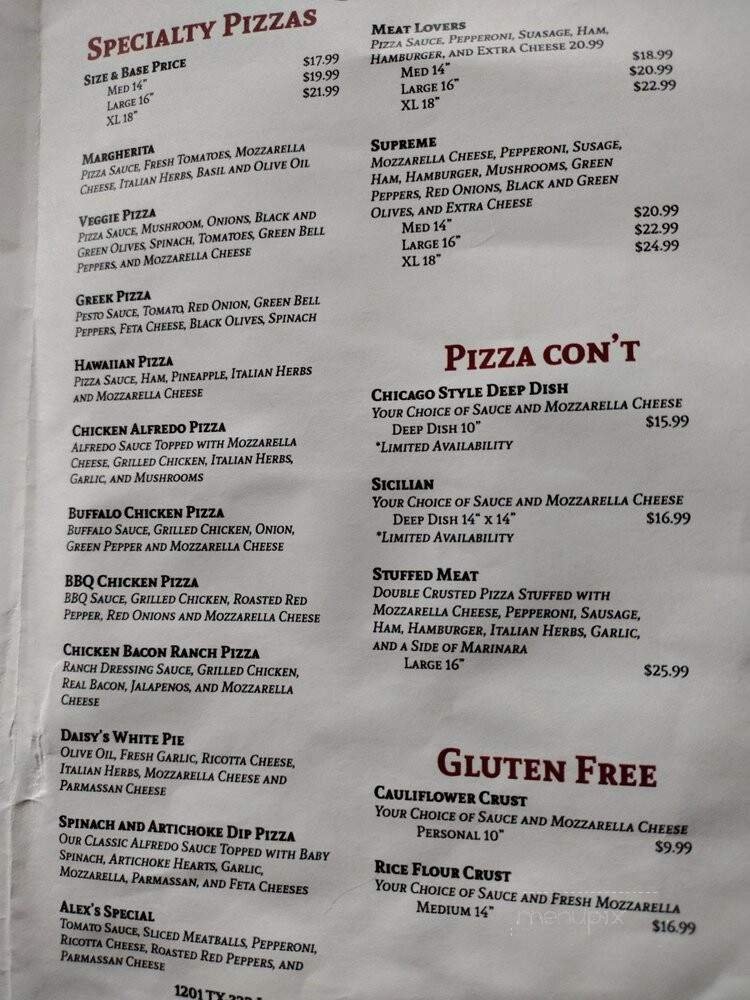 Specialty Pizzas
Size & Base Price
Med 14" $17.99
Large 16" $19.99
XL 18" $21.99
Margherita
Pizza Sauce, Fresh Tomatoes, Mozzarella
Cheese, Italian Herbs, Basil and Olive Oil
Veggie Pizza
Pizza Sauce, Mushroom, Onions, Black and
Green Olives, Spinach, Tomatoes, Green Bell
Peppers, and Mozzarella Cheese
Greek Pizza
Pesto Sauce, Tomato, Red Onion, Green Bell
Peppers, Feta Cheese, Black Olives, Spinach
Hawaiian Pizza
Pizza Sauce, Ham, Pineapple, Italian Herbs
and Mozzarella Cheese
Chicken Alfredo Pizza
Alfredo Sauce Topped with Mozzarella
Cheese, Grilled Chicken, Italian Herbs,
Garlic, and Mushrooms
Buffalo Chicken Pizza
Buffalo Sauce, Grilled Chicken, Onion,
Green Pepper and Mozzarella Cheese
BBQ Chicken Pizza
BBQ Sauce, Grilled Chicken, Roasted Red
Pepper, Red Onions and Mozzarella Cheese
Chicken Bacon Ranch Pizza
Ranch Dressing Sauce, Grilled Chicken,
Real Bacon, Jalapenos, and Mozzarella
Cheese
Daisy's White Pie
Olive Oil, Fresh Garlic, Ricotta Cheese,
Italian Herbs, Mozzarella Cheese and
Parmassan Cheese
Spinach and Artichoke Dip Pizza
Our Classic Alfredo Sauce Topped with Baby
Spinach, Artichoke Hearts, Garlic,
Mozzarella, Parmassan, and Feta Cheeses
Alex's Special
Tomato Sauce, Sliced Meatballs, Pepperoni,
Ricotta Cheese, Roasted Red Peppers, and
Parmassan Cheese
1201 TX
Meat Lovers
Pizza Sauce, Pepperoni, Suasage, Ham,
Hamburger, and Extra Cheese 20.99
Med 14" $18.99
Large 16" $20.99
XL 18" $22.99
Supreme
Mozzarella Cheese, Pepperoni, Susage,
Ham, Hamburger, Mushrooms, Green
Peppers, Red Onions, Black and Green
Olives, and Extra Cheese
Med 14" $20.99
Large 16" $22.99
XL 18" $24.99
Pizza con't
Chicago Style Deep Dish
Your Choice of Sauce and Mozzarella Cheese
Deep Dish 10" $15.99
*Limited Availability
Sicilian
Your Choice of Sauce and Mozzarella Cheese
Deep Dish 14" x 14" $16.99
*Limited Availability
Stuffed Meat
Double Crusted Pizza Stuffed with
Mozzarella Cheese, Pepperoni, Sausage,
Ham, Hamburger, Italian Herbs, Garlic,
and a Side of Marinara
Large 16" $25.99
Gluten Free
Cauliflower Crust
Your Choice of Sauce and Mozzarella Cheese
Personal 10" $9.99
Rice Flour Crust
Your Choice of Sauce and Fresh Mozzarella
Medium 14" $16.99
menupix